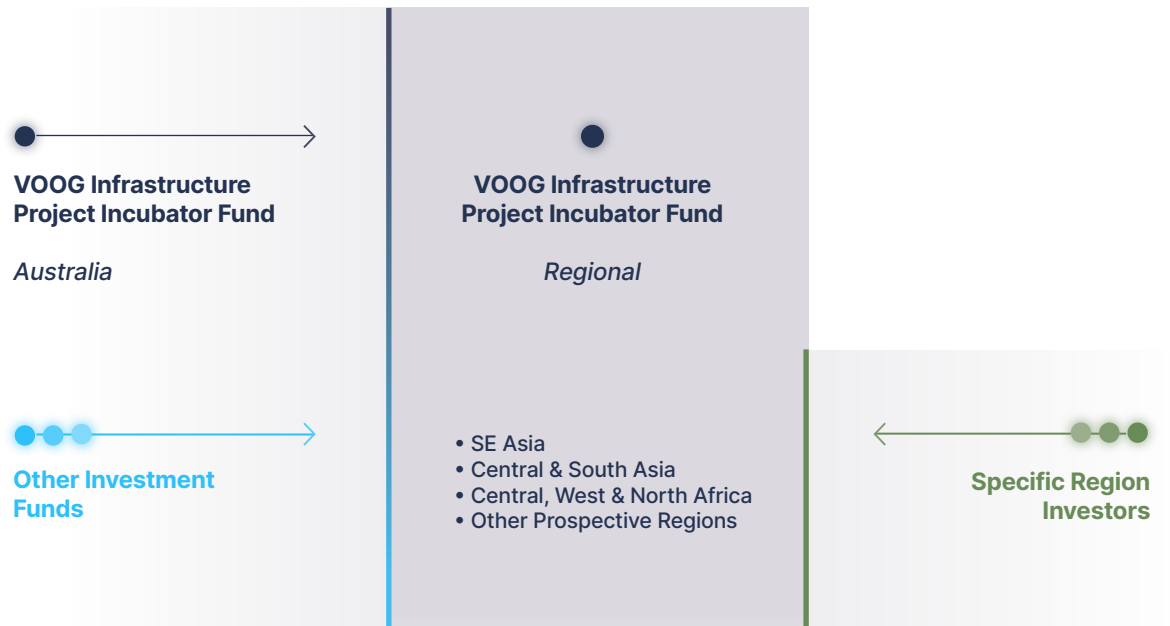 VOOG Infrastructure
Project Incubator Fund
Australia
VOOG Infrastructure
Project Incubator Fund
Regional
Other Investment
Funds
• SE Asia
• Central & South Asia
• Central, West & North Africa
• Other Prospective Regions
Specific Region
Investors